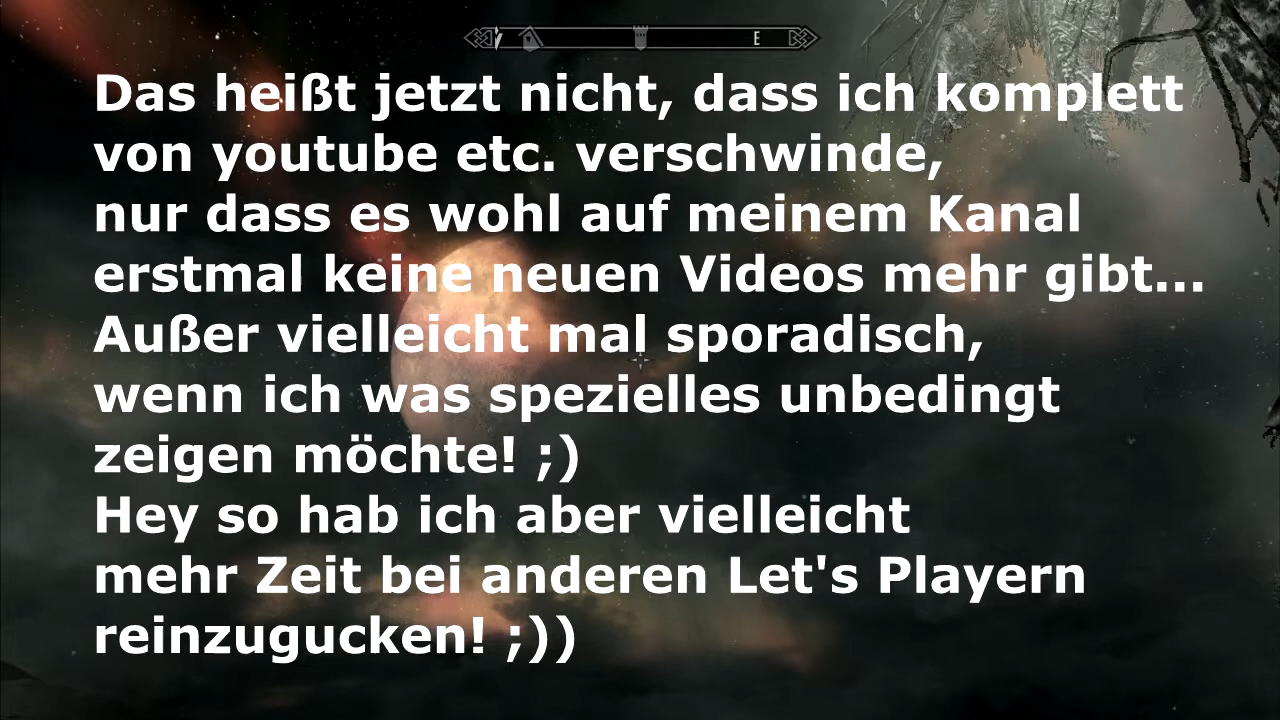 E
Das heißt jetzt nicht, dass ich komplett
von youtube etc. verschwinde,
nur dass es wohl auf meinem Kanal
erstmal keine neuen Videos mehr gibt...
Außer vielleicht mal sporadisch,
wenn ich was spezielles unbedingt
zeigen möchte! ;)
Hey so hab ich aber vielleicht
mehr Zeit bei anderen Let's Playern
reinzugucken! ;))